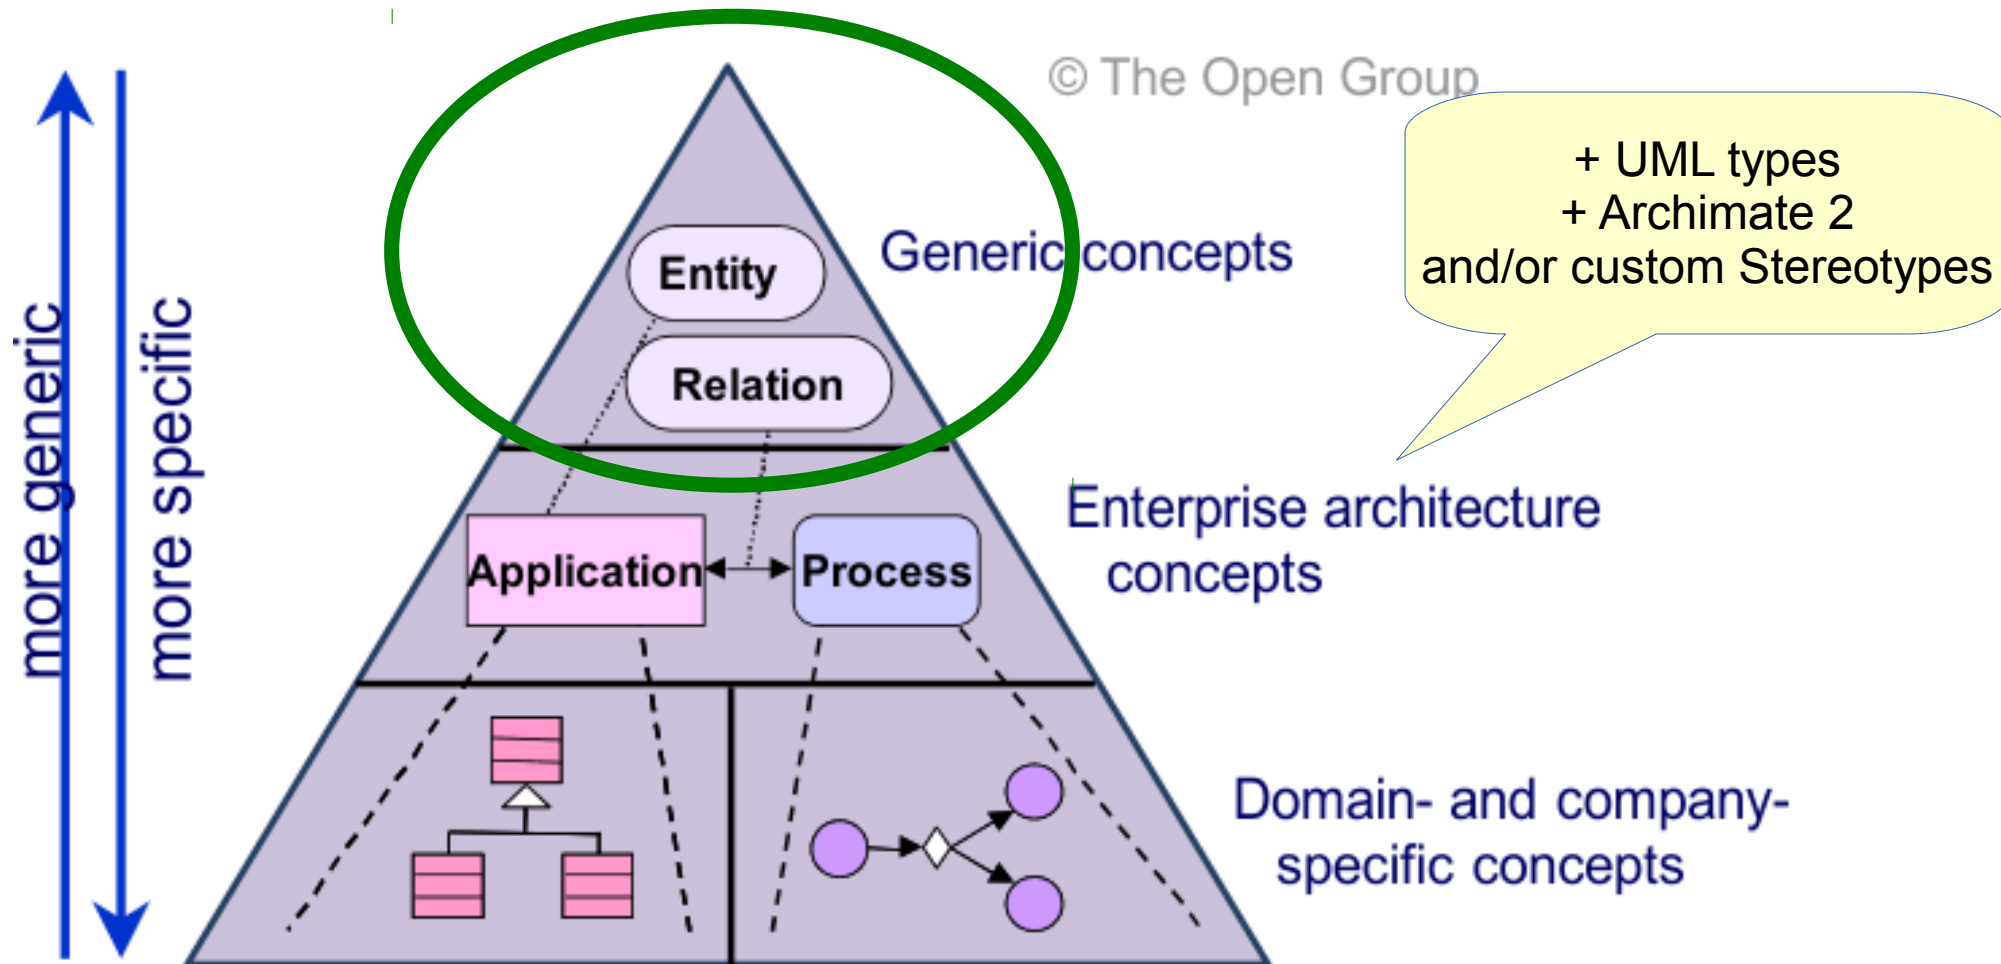 © The Open Group
+ UML types
+ Archimate 2
and/or custom Stereotypes
more generic
more specific
Entity
Generic concepts
Relation
Enterprise architecture
concepts
Application
Process
Domain- and company-
specific concepts